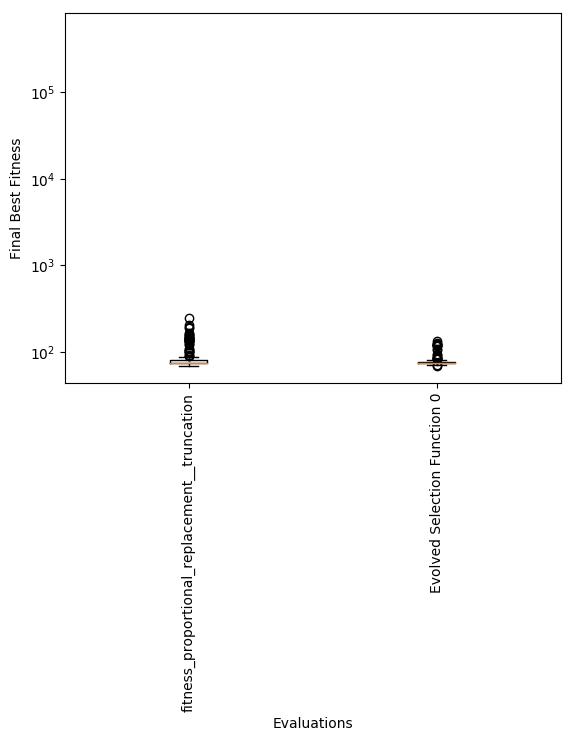 Final Best Fitness
10^5
10^4
10^3
10^2
fitness_proportional_replacement__truncation
Evolved Selection Function 0
Evaluations